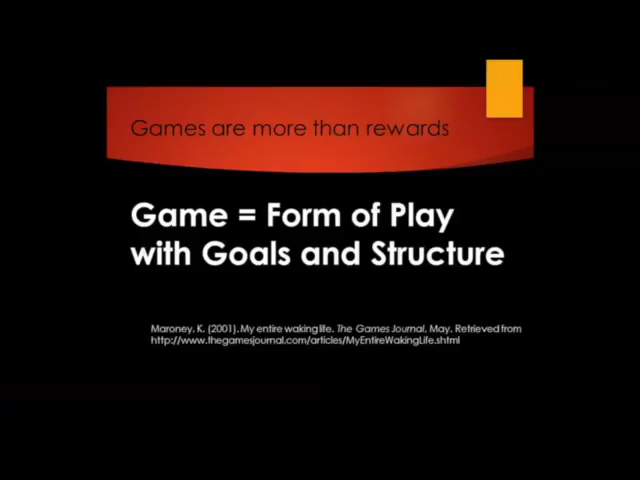 Games are more than rewards
Game = Form of Play
with Goals and Structure
Maroney, K. (2001). My entire waking life. The Games Journal, May. Retrieved from
http://www.thegamesjournal.com/articles/MyEntireWakingLife.shtml